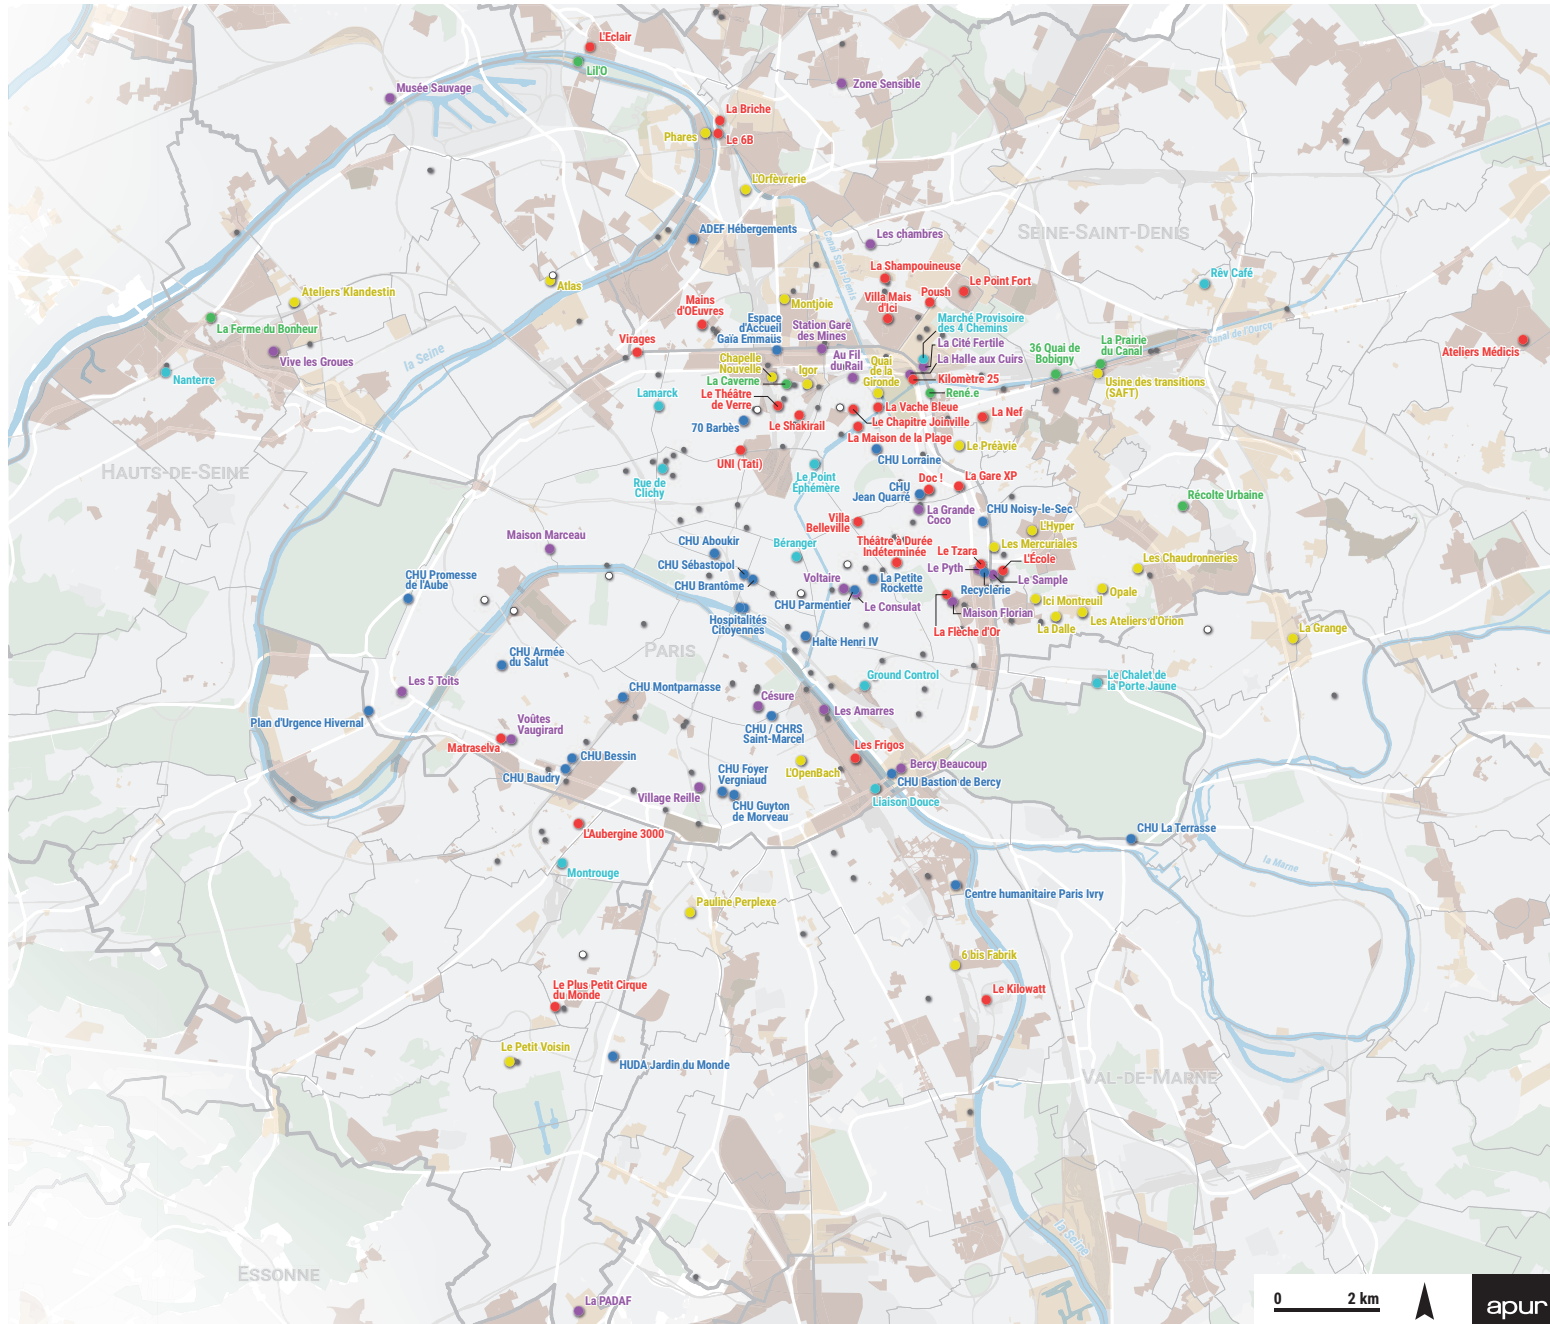 L'Eclair
Lil'O
Musée Sauvage
Zone Sensible
La Briche
Phares
Le 6B
L'Orfèvrerie
ADEF Hébergements
Les chambres
Canal Saint-Denis
SEINE-SAINT-DENIS
La Shampouineuse
Rêv Café
Atlas
Ateliers Klandestin
Le Point Fort
Poush
Villa Mais
d'Ici
Montjoie
Mains
d'OEuvres
La Ferme du Bonheur
Espace
d'Accueil
Gaïa Emmaüs
Station Gare
des Mines
Marché Provisoire
des 4 Chemins
La Cité Fertile
La Halle aux Cuirs
Canal de l'Ourcq
Virages
36 Quai de
Bobigny
La Prairie
du Canal
Ateliers Médicis
Vive les Groues
la Seine
Chapelle
Nouvelle
Igor
Au Fil
du Rail
Quai
de la
Gironde
Kilomètre 25
Usine des transitions
(SAFT)
Nanterre
La Caverne
René.e
Lamarck
Le Théâtre
de Verre
La Vache Bleue
La Nef
Le Chapitre Joinville
70 Barbès
Le Shakirail
La Maison de la Plage
Le Préavie
HAUTS-DE-SEINE
UNI (Tati)
CHU Lorraine
Rue de
Clichy
Le Point
Éphémère
Doc !
La Gare XP
CHU
Jean Quarré
Récolte Urbaine
La Grande
Coco
CHU Noisy-le-Sec
Villa
Belleville
L'Hyper
Maison Marceau
CHU Aboukir
Béranger
Théâtre à Durée
Indéterminée
Les Mercuriales
Le Tzara
L'École
Les Chaudronneries
CHU Sébastopol
Le Pyth
Le Sample
CHU Promesse
de l'Aube
CHU Brantôme
Voltaire
La Petite
Rockette
Recyclerie
Opale
CHU Parmentier
Le Consulat
Ici Montreuil
Maison Florian
Hospitalités
Citoyennes
La Flèche d'Or
La Dalle
Les Ateliers d'Orion
La Grange
Halte Henri IV
PARIS
CHU Armée
du Salut
Les 5 Toits
CHU Montparnasse
Ground Control
Le Chalet de
la Porte Jaune
Césure
Les Amarres
Plan d'Urgence Hivernal
Voûtes
Vaugirard
CHU / CHRS
Saint-Marcel
Matraselva
Les Frigos
CHU Bessin
L'OpenBach
Bercy Beaucoup
CHU Baudry
CHU Foyer
Vergniaud
CHU Bastion de Bercy
Village Reille
Liaison Douce
CHU Guyton
de Morveau
L'Aubergine 3000
CHU La Terrasse
Montrouge
la Marne
Centre humanitaire Paris Ivry
Pauline Perplexe
6 bis Fabrik
Le Plus Petit Cirque
du Monde
Le Kilowatt
Le Petit Voisin
HUDA Jardin du Monde
VAL-DE-MARNE
la Seine
ESSONNE
La PADAF
0 2 km
apur